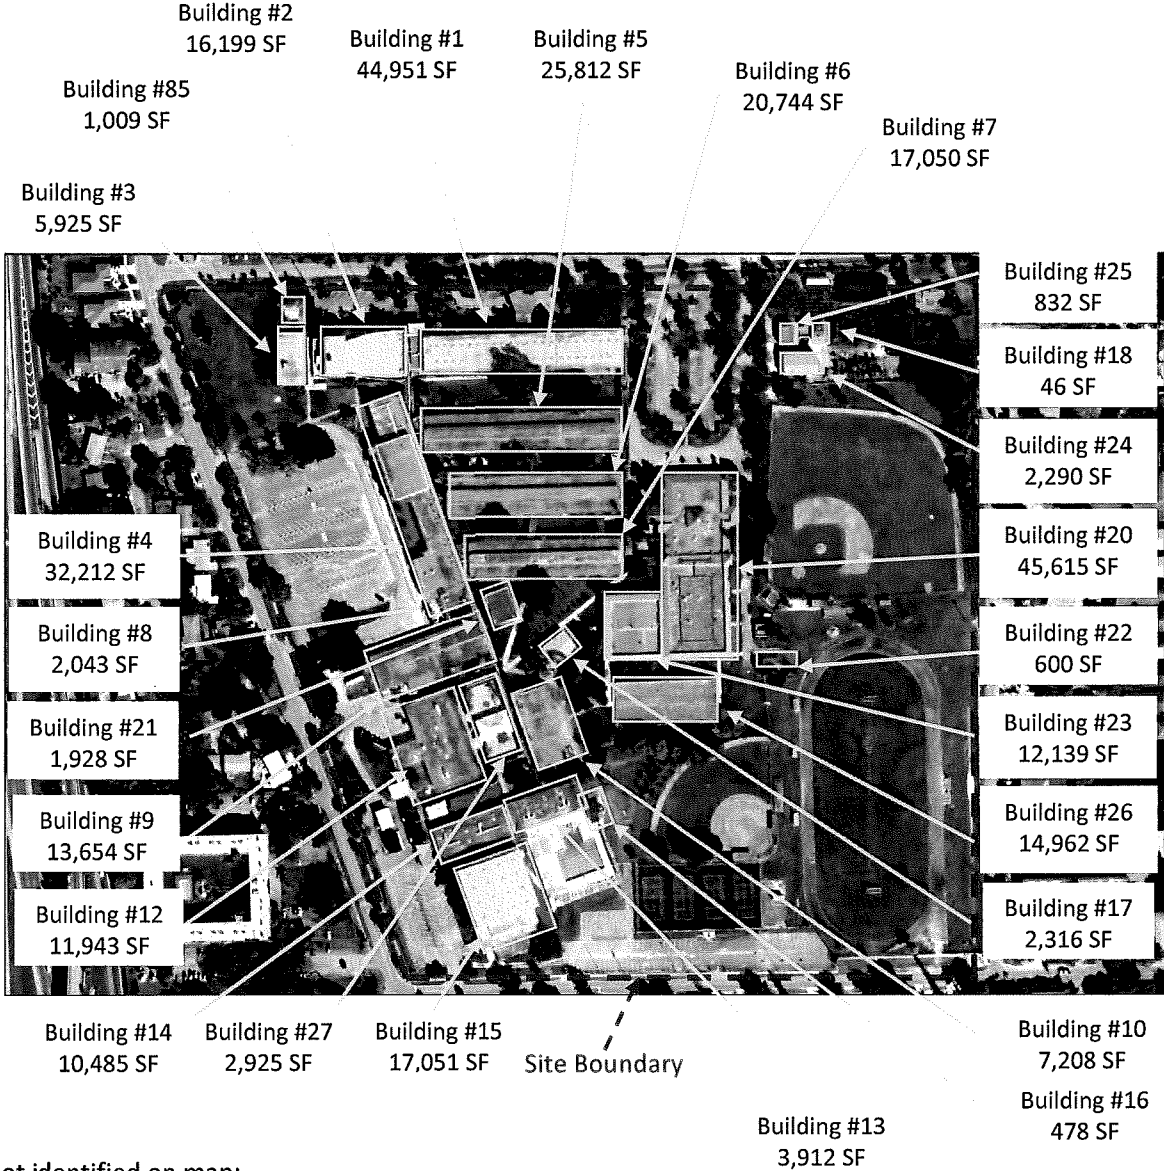 Building #2
16,199 SF
Building #1
44,951 SF
Building #5
25,812 SF
Building #6
20,744 SF
Building #85
1,009 SF
Building #7
17,050 SF
Building #3
5,925 SF
Building #25
832 SF
Building #18
46 SF
Building #24
2,290 SF
Building #4
32,212 SF
Building #20
45,615 SF
Building #8
2,043 SF
Building #22
600 SF
Building #21
1,928 SF
Building #23
12,139 SF
Building #9
13,654 SF
Building #26
14,962 SF
Building #12
11,943 SF
Building #17
2,316 SF
Building #14
10,485 SF
Building #27
2,925 SF
Building #15
17,051 SF
Site Boundary
Building #10
7,208 SF
Building #16
478 SF
Building #13
3,912 SF
identified on map: